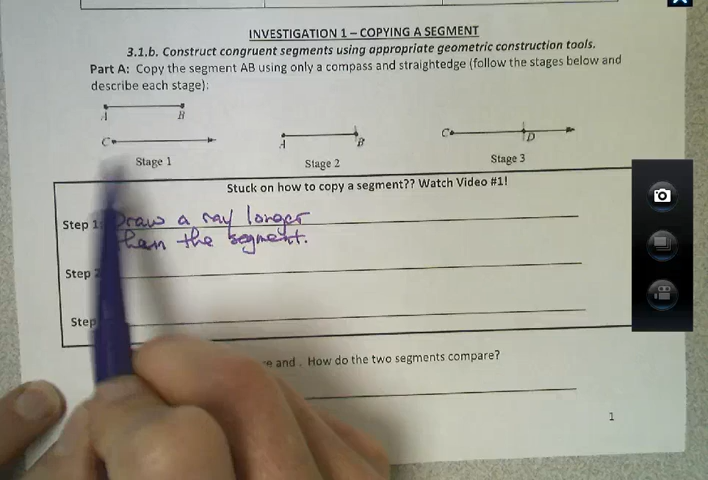 INVESTIGATION 1 – COPYING A SEGMENT
3.1.b. Construct congruent segments using appropriate geometric construction tools.
Part A: Copy the segment AB using only a compass and straightedge (follow the stages below and
describe each stage):
A B
C
Stage 1
A B
Stage 2
C D
Stage 3
Stuck on how to copy a segment?? Watch Video #1!
Step 1: Draw a ray longer
than the segment.
Step 2
Step
and . How do the two segments compare?
1